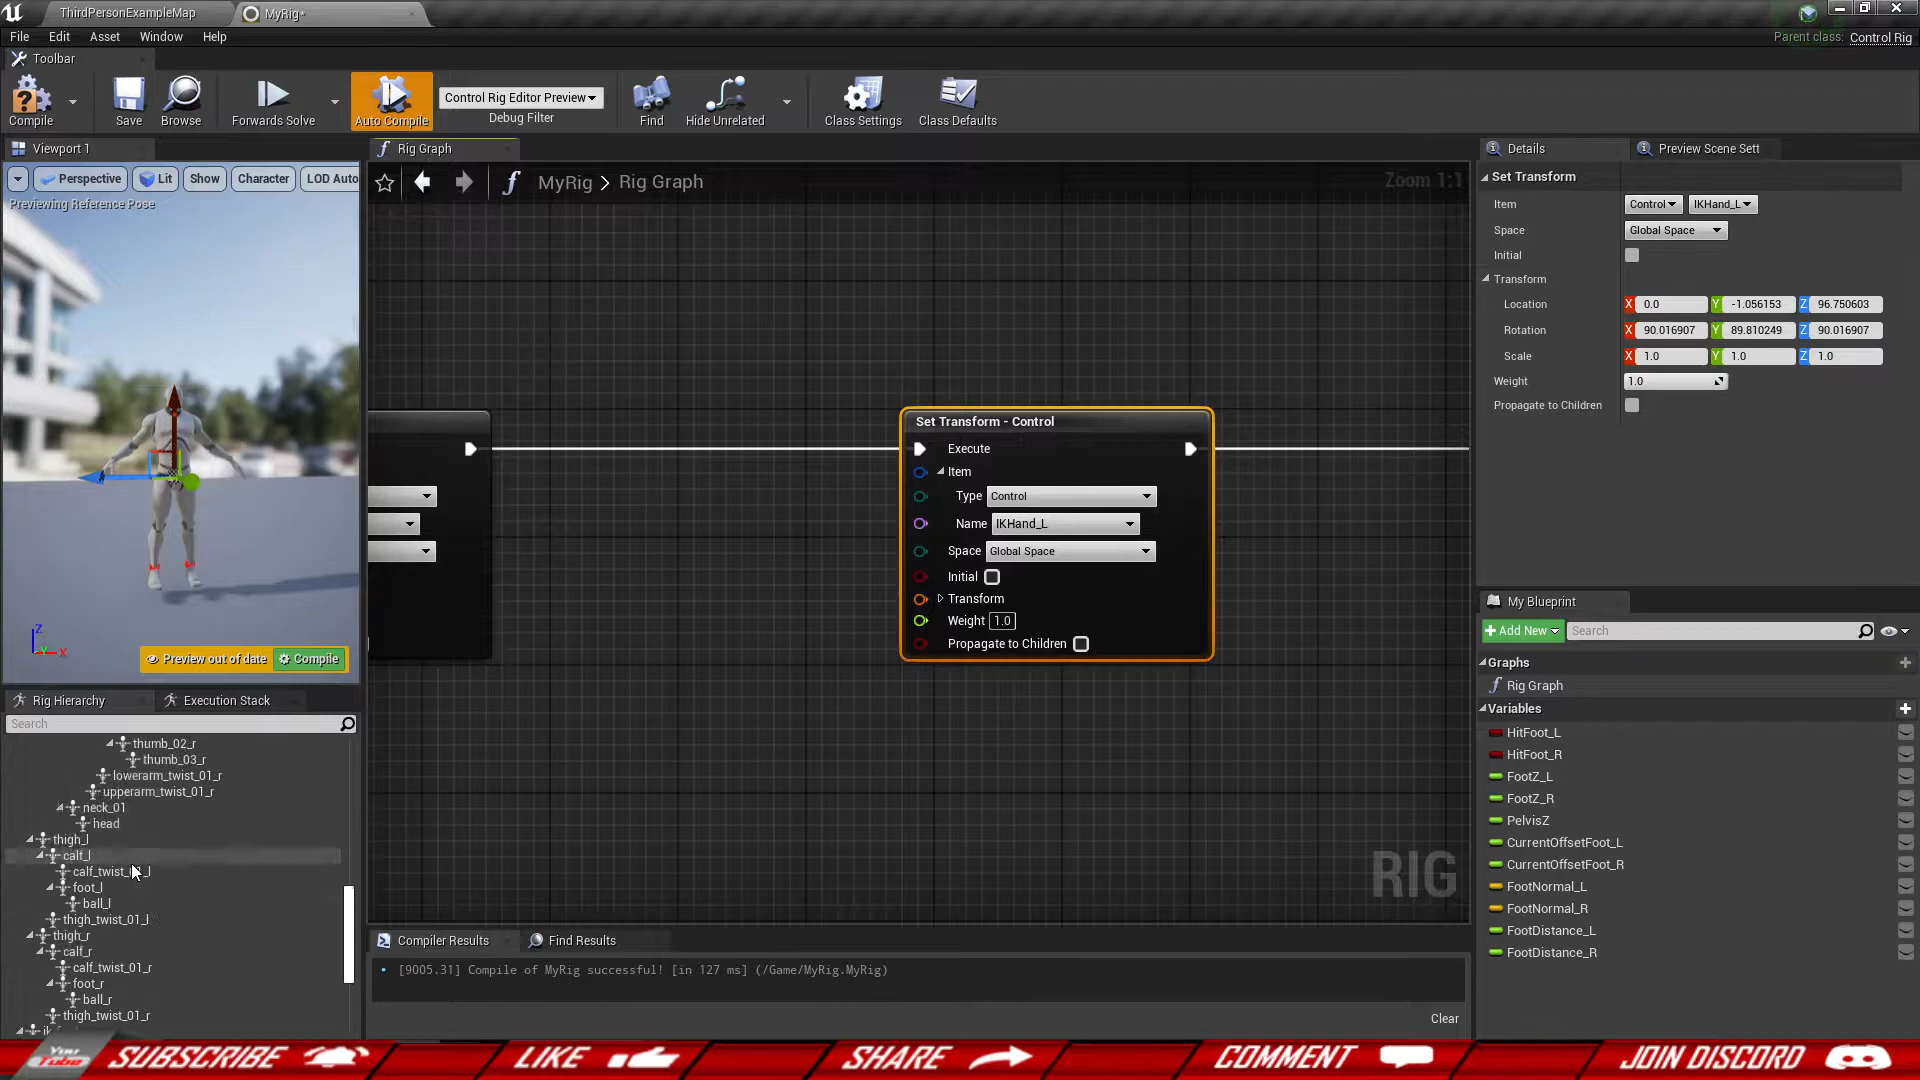 ThirdPersonExampleMap
MyRig*
File Edit Asset Window Help
Parent class: Control Rig
Toolbar
Compile
Save
Browse
Forwards Solve
Auto Compile
Control Rig Editor Preview
Debug Filter
Find
Hide Unrelated
Class Settings
Class Defaults
Viewport 1
Perspective
Lit
Show
Character
LOD Auto
Previewing Reference Pose
Z
X
Preview out of date
Compile
Rig Graph
MyRig > Rig Graph
Zoom 1:1
Set Transform - Control
Execute
Item
Type Control
Name IKHand_L
Space Global Space
Initial
Transform
Weight 1.0
Propagate to Children
RIG
Details
Preview Scene Sett
Set Transform
Item Control IKHand_L
Space Global Space
Initial
Transform
Location X 0.0 Y -1.056153 Z 96.750603
Rotation X 90.016907 Y 89.810249 Z 90.016907
Scale X 1.0 Y 1.0 Z 1.0
Weight 1.0
Propagate to Children
My Blueprint
Add New Search
Graphs
Rig Graph
Variables
HitFoot_L
HitFoot_R
FootZ_L
FootZ_R
PelvisZ
CurrentOffsetFoot_L
CurrentOffsetFoot_R
FootNormal_L
FootNormal_R
FootDistance_L
FootDistance_R
Rig Hierarchy
Execution Stack
Search
thumb_02_r
thumb_03_r
lowerarm_twist_01_r
upperarm_twist_01_r
neck_01
head
thigh_l
calf_l
calf_twist_01_l
foot_l
ball_l
thigh_twist_01_l
thigh_r
calf_r
calf_twist_01_r
foot_r
ball_r
thigh_twist_01_r
Compiler Results
Find Results
[9005.31] Compile of MyRig successful! [in 127 ms] (/Game/MyRig.MyRig)
Clear
You Tube
SUBSCRIBE
LIKE
SHARE
COMMENT
JOIN DISCORD